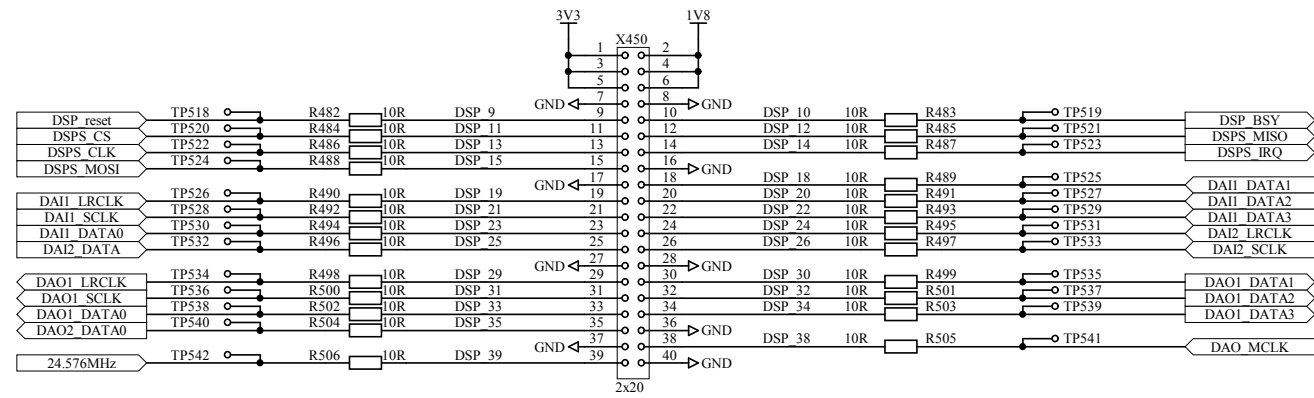 3V3 1V8
X450
1 2
3 4
5 6
GND 7 8 GND
DSP_reset TP518 R482 10R DSP_9 9 10 DSP_10 10R R483 TP519 DSP_BSY
DSPS_CS TP520 R484 10R DSP_11 11 12 DSP_12 10R R485 TP521 DSPS_MISO
DSPS_CLK TP522 R486 10R DSP_13 13 14 DSP_14 10R R487 TP523 DSPS_IRQ
DSPS_MOSI TP524 R488 10R DSP_15 15 16 GND
GND 17 18 DSP_18 10R R489 TP525 DAI1_DATA1
DAI1_LRCLK TP526 R490 10R DSP_19 19 20 DSP_20 10R R491 TP527 DAI1_DATA2
DAI1_SCLK TP528 R492 10R DSP_21 21 22 DSP_22 10R R493 TP529 DAI1_DATA3
DAI1_DATA0 TP530 R494 10R DSP_23 23 24 DSP_24 10R R495 TP531 DAI2_LRCLK
DAI2_DATA TP532 R496 10R DSP_25 25 26 DSP_26 10R R497 TP533 DAI2_SCLK
GND 27 28 GND
DAO1_LRCLK TP534 R498 10R DSP_29 29 30 DSP_30 10R R499 TP535 DAO1_DATA1
DAO1_SCLK TP536 R500 10R DSP_31 31 32 DSP_32 10R R501 TP537 DAO1_DATA2
DAO1_DATA0 TP538 R502 10R DSP_33 33 34 DSP_34 10R R503 TP539 DAO1_DATA3
DAO2_DATA0 TP540 R504 10R DSP_35 35 36 GND
GND 37 38 DSP_38 10R R505 TP541 DAO_MCLK
24.576MHz TP542 R506 10R DSP_39 39 40 GND
2x20